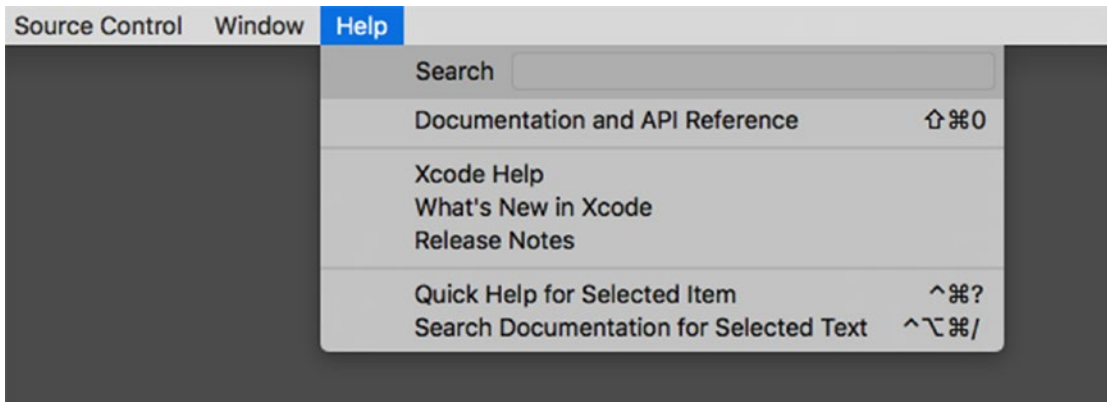 Source Control Window Help
Search
Documentation and API Reference ⇧⌘0
Xcode Help
What's New in Xcode
Release Notes
Quick Help for Selected Item ^⌘?
Search Documentation for Selected Text ^⌥⌘/